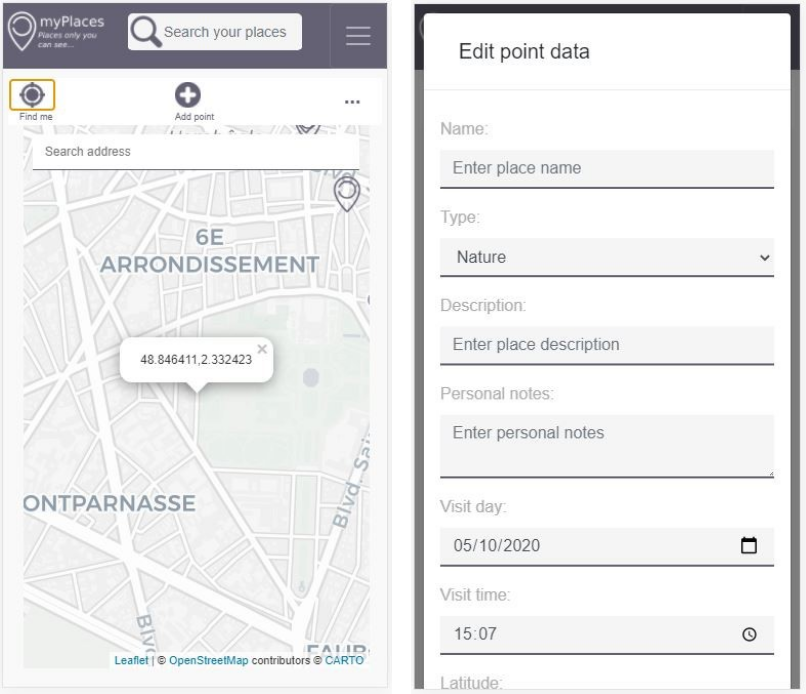 myPlaces
Places only you
can see...
Search your places
Find me
Add point
...
Search address
6E
ARRONDISSEMENT
48.846411,2.332423 ×
ONTPARNASSE
Blvd. Sai
Blvd
FAUB
Leaflet | © OpenStreetMap contributors © CARTO
Edit point data
Name:
Enter place name
Type:
Nature
Description:
Enter place description
Personal notes:
Enter personal notes
Visit day:
05/10/2020
Visit time:
15:07
Latitude: